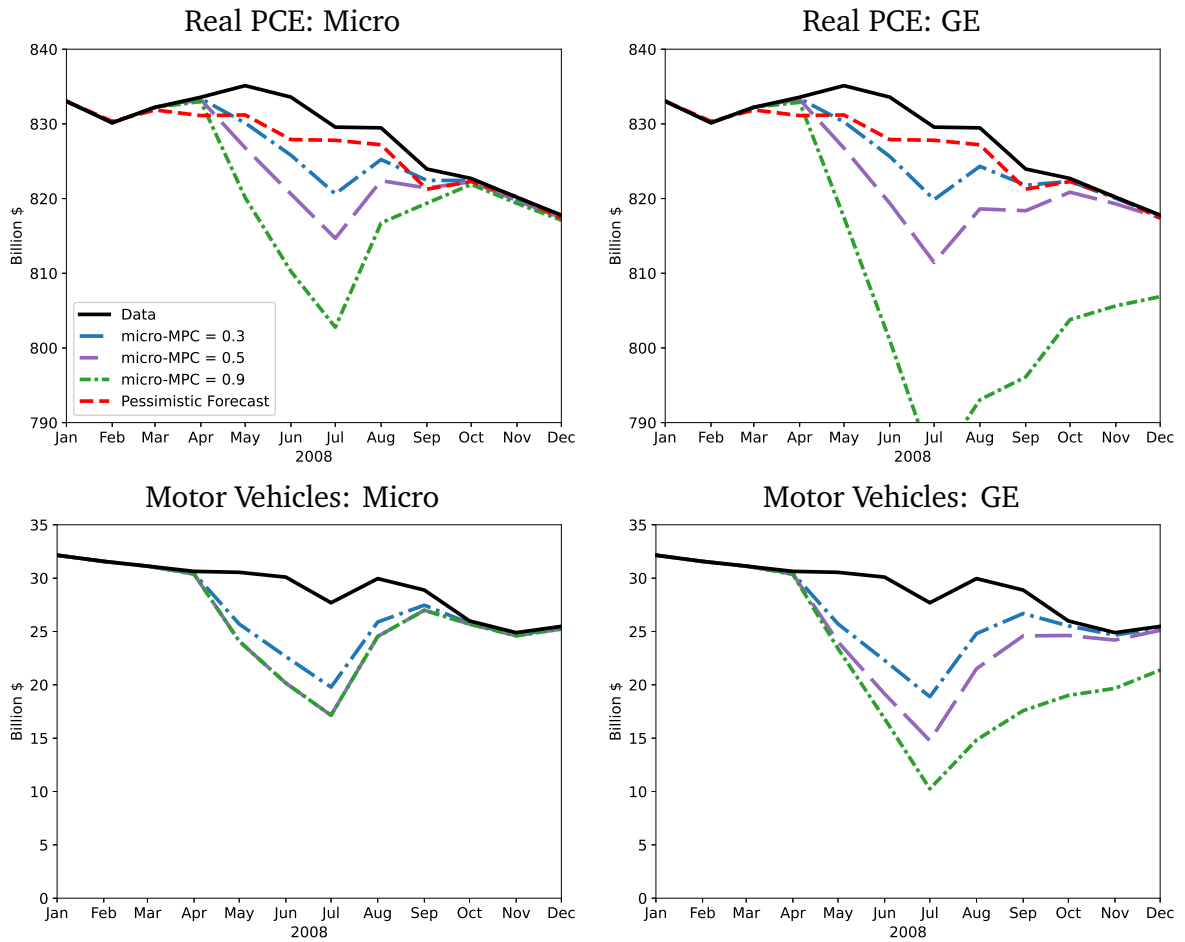 Real PCE: Micro
840
830
820
810
800
790
Billion $
Data
micro-MPC = 0.3
micro-MPC = 0.5
micro-MPC = 0.9
Pessimistic Forecast
Jan Feb Mar Apr May Jun Jul Aug Sep Oct Nov Dec
2008
Real PCE: GE
840
830
820
810
800
790
Billion $
Jan Feb Mar Apr May Jun Jul Aug Sep Oct Nov Dec
2008
Motor Vehicles: Micro
35
30
25
20
15
10
5
0
Billion $
Jan Feb Mar Apr May Jun Jul Aug Sep Oct Nov Dec
2008
Motor Vehicles: GE
35
30
25
20
15
10
5
0
Billion $
Jan Feb Mar Apr May Jun Jul Aug Sep Oct Nov Dec
2008